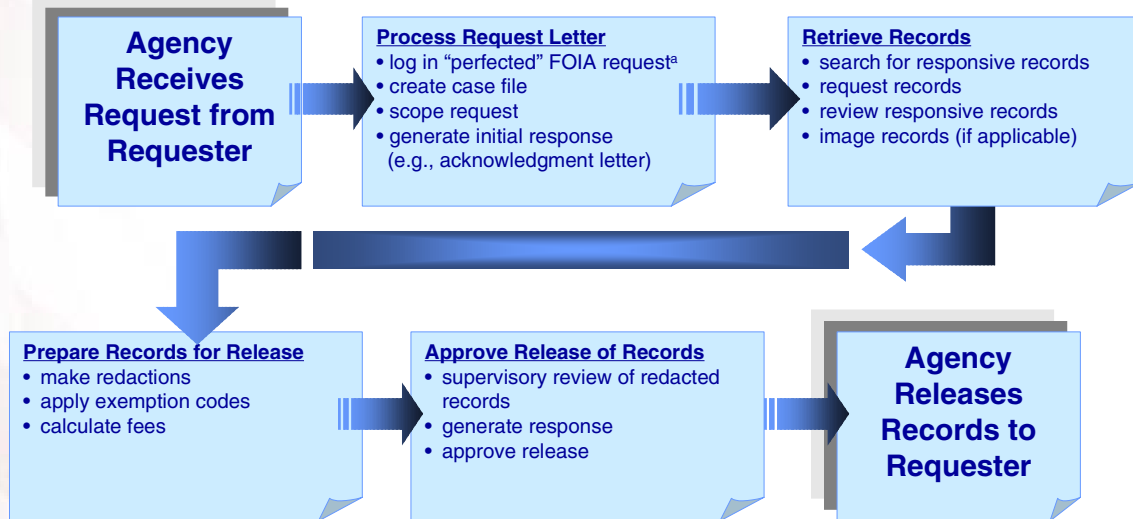 Agency
Receives
Request from
Requester
Process Request Letter
• log in “perfected” FOIA requestᵃ
• create case file
• scope request
• generate initial response
(e.g., acknowledgment letter)
Retrieve Records
• search for responsive records
• request records
• review responsive records
• image records (if applicable)
Prepare Records for Release
• make redactions
• apply exemption codes
• calculate fees
Approve Release of Records
• supervisory review of redacted
records
• generate response
• approve release
Agency
Releases
Records to
Requester